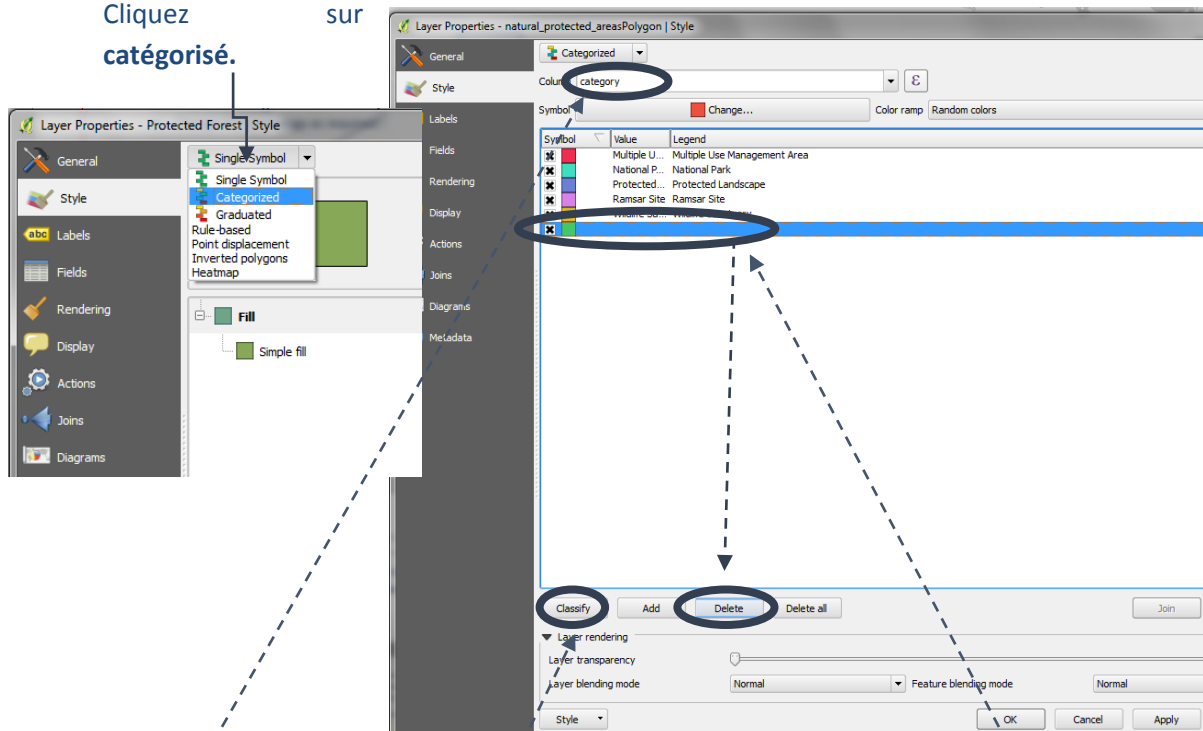 Cliquez sur
catégorisé.
Layer Properties - Protected Forest Style
General
Style
Labels
Fields
Rendering
Display
Actions
Joins
Diagrams
Single Symbol
Single Symbol
Categorized
Graduated
Rule-based
Point displacement
Inverted polygons
Heatmap
Fill
Simple fill
Layer Properties - natural_protected_areasPolygon | Style
General
Style
Labels
Fields
Rendering
Display
Actions
Joins
Diagrams
Metadata
Categorized
category
ε
Symbol Change... Color ramp Random colors
Symbol Value Legend
Multiple U... Multiple Use Management Area
National P... National Park
Protected... Protected Landscape
Ramsar Site Ramsar Site
Classify Add Delete Delete all Join
Layer rendering
Layer transparency
Layer blending mode Normal Feature blending mode Normal
Style OK Cancel Apply